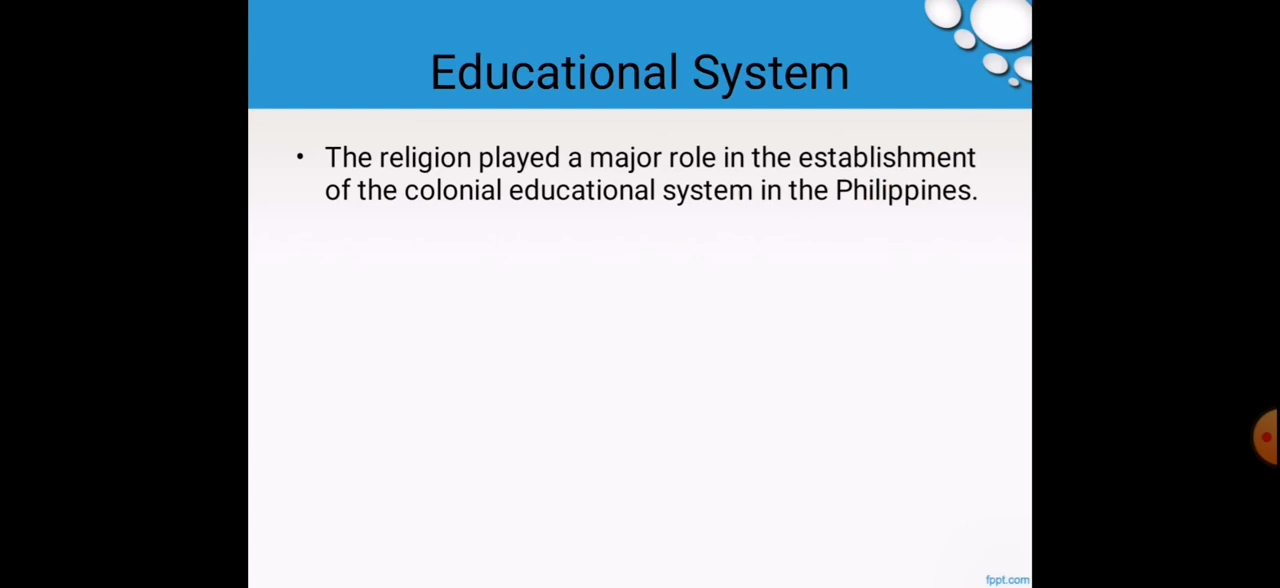 Educational System
• The religion played a major role in the establishment
of the colonial educational system in the Philippines.
fppt.com